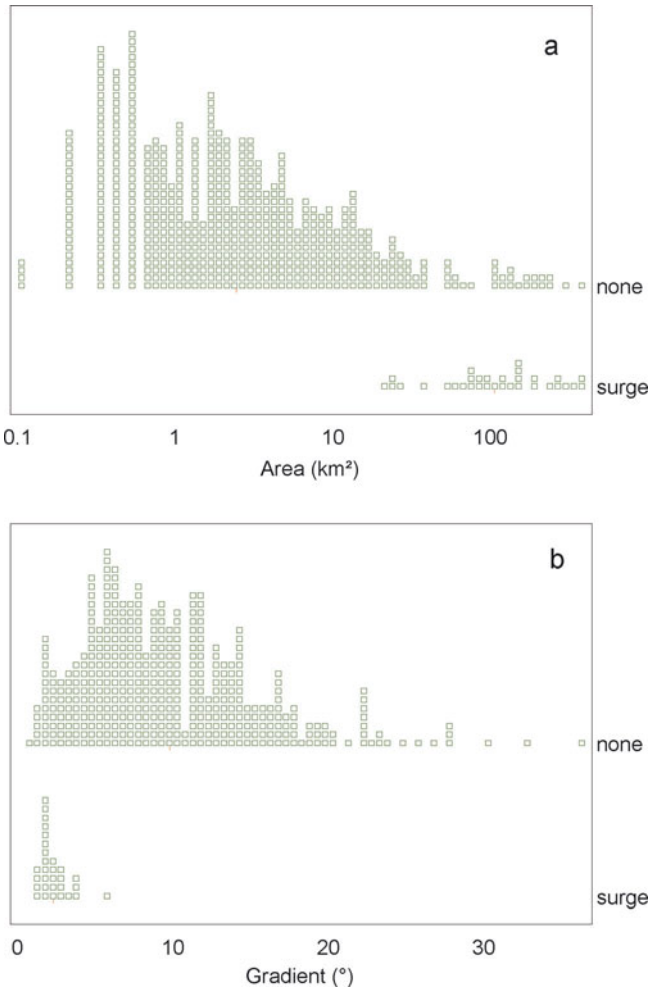 a
none
surge
0.1 1 10 100
Area (km²)
b
none
surge
0 10 20 30
Gradient (°)